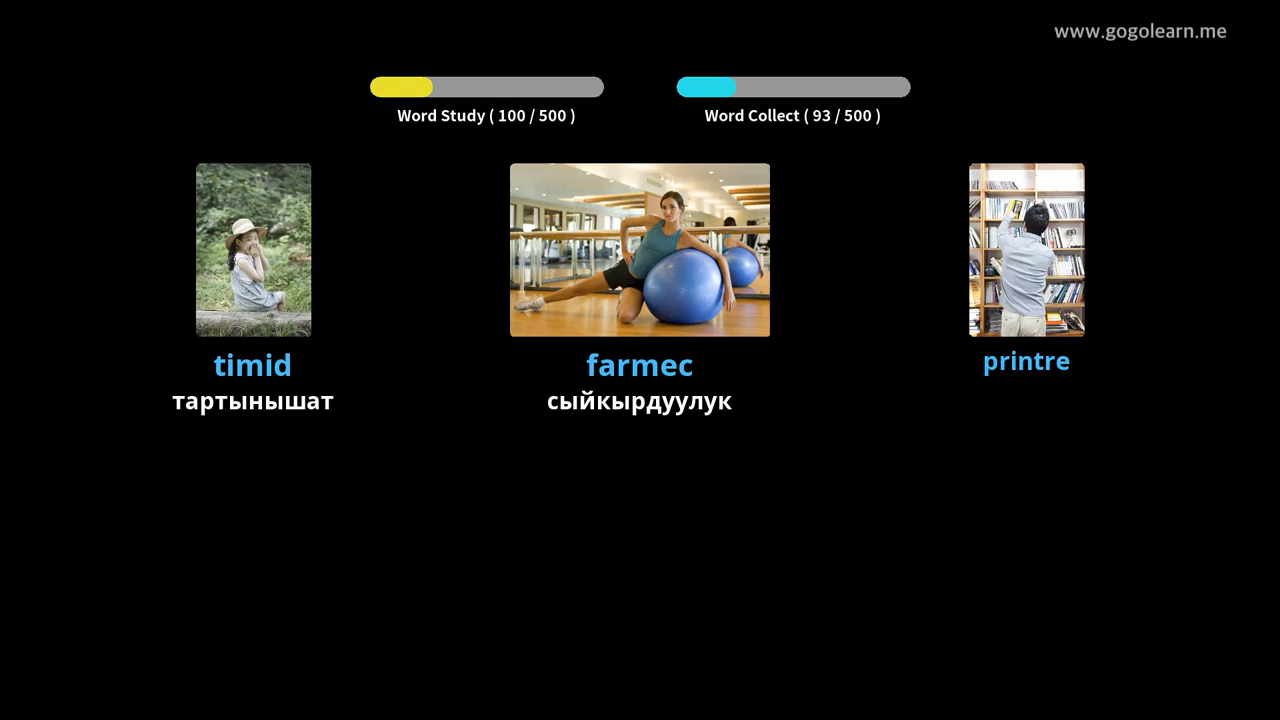 www.gogolearn.me
Word Study ( 100 / 500 )
Word Collect ( 93 / 500 )
timid
тартынышат
farmec
сыйкырдуулук
printre